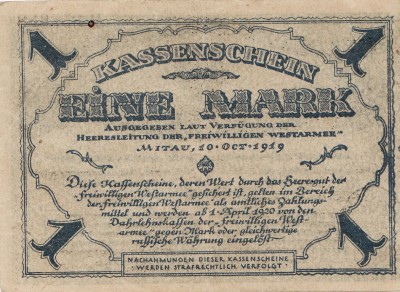 1 1
KASSENSCHEIN
EINE MARK
AUSGEGEBEN LAUT VERFÜGUNG DER
HEERESLEITUNG DER „FREIWILLIGEN WESTARMEE"
MITAU, 10. OCT. 1919
Diese Kassenscheine, deren Wert durch das Heeresgut der
„freiwilligen Westarmee" gesichert ist, gelten im Bereich
der „freiwilligen Westarmee" als amtliches Zahlungs-
mittel und werden ab 1. April 1920 von den
Darlehnskassen der „freiwilligen West-
armee" gegen Mark oder gleichwertige
russische Währung eingelöst
1 1
NACHAHMUNGEN DIESER KASSENSCHEINE
WERDEN STRAFRECHTLICH VERFOLGT